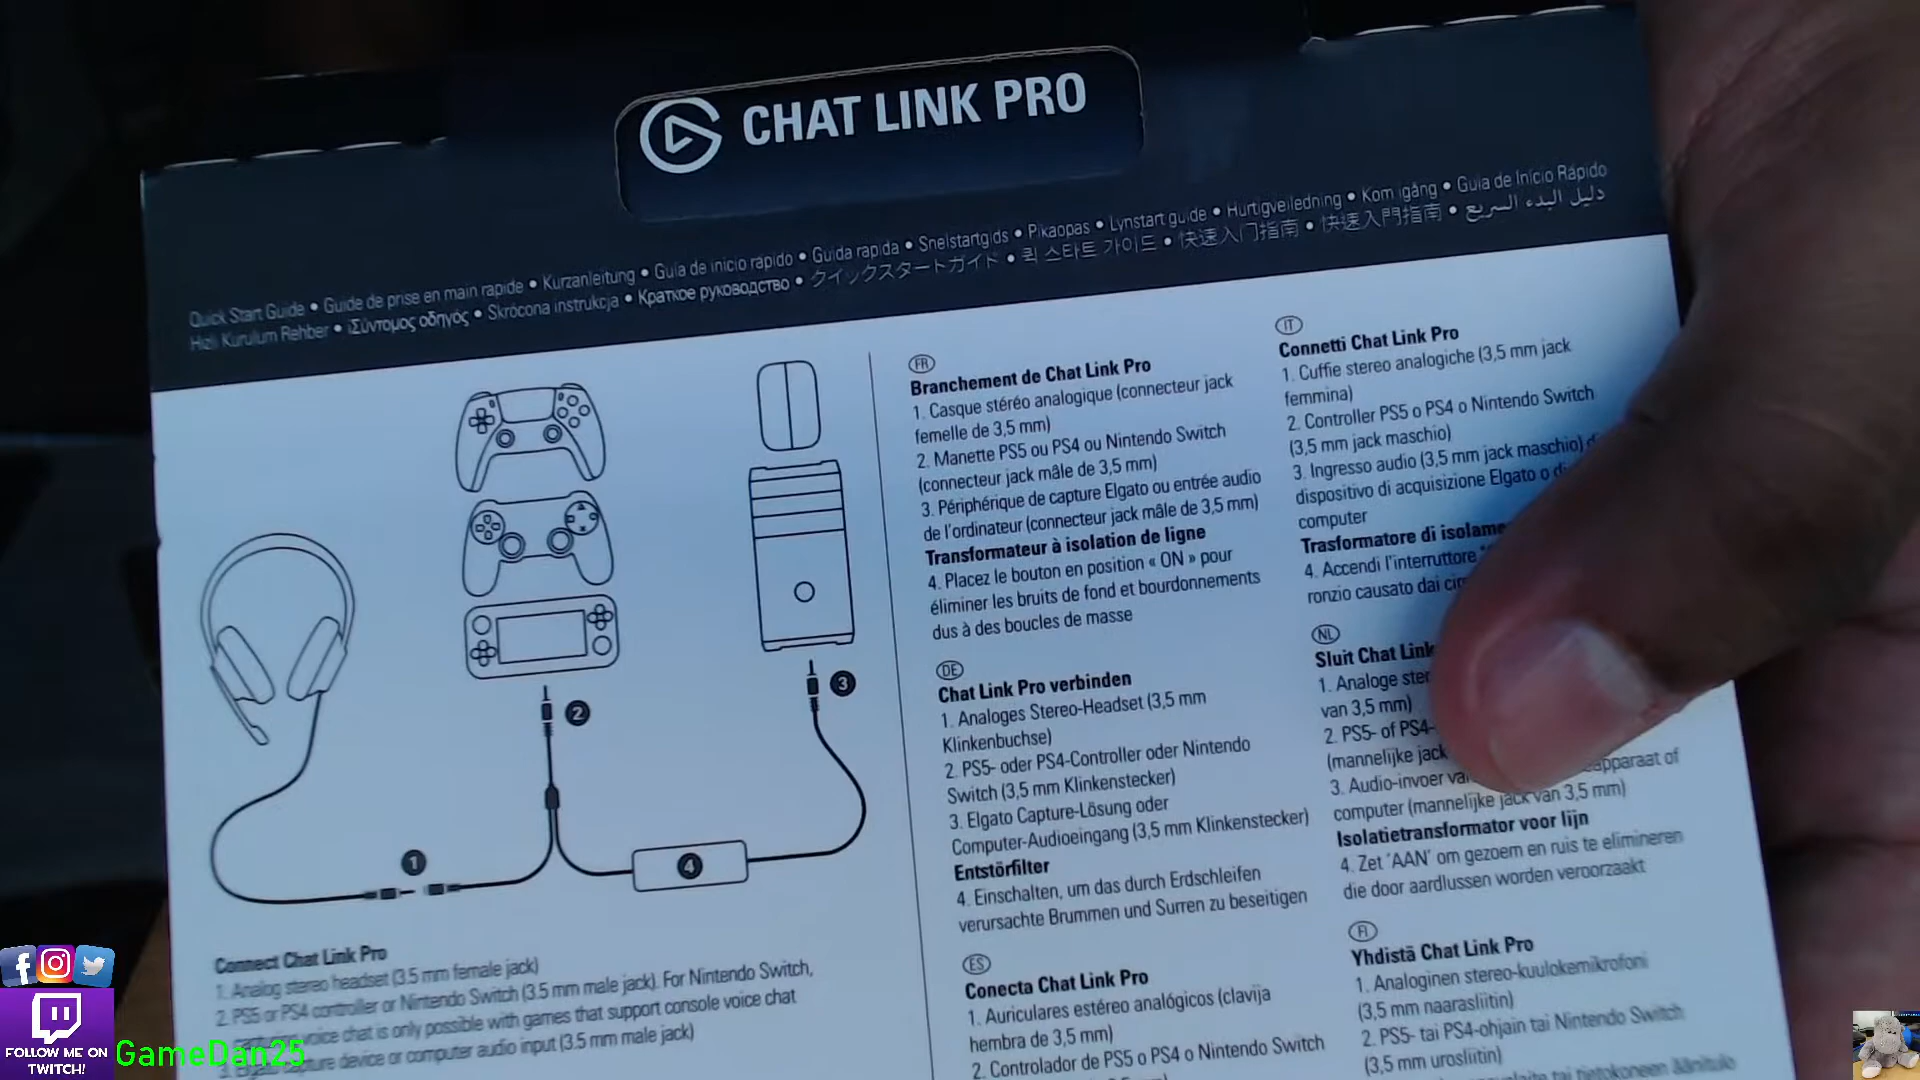 CHAT LINK PRO
Quick Start Guide • Guide de prise en main rapide • Kurzanleitung • Guía de inicio rápido • Guida rapida • Snelstartgids • Pikaopas • Lynstart guide • Hurtigveiledning • Kom igång • Guia de Início Rápido
Hızlı Kurulum Rehber • Σύντομος οδηγός • Skrócona instrukcja • Краткое руководство • クイックスタートガイド • 퀵 스타트 가이드 • 快速入门指南 • 快速入門指南 • دليل البدء السريع
1
2
3
4
Connect Chat Link Pro
1. Analog stereo headset (3.5 mm female jack)
2. PS5 or PS4 controller or Nintendo Switch (3.5 mm male jack). For Nintendo Switch,
voice chat is only possible with games that support console voice chat
3. Elgato capture device or computer audio input (3.5 mm male jack)
FR
Branchement de Chat Link Pro
1. Casque stéréo analogique (connecteur jack
femelle de 3,5 mm)
2. Manette PS5 ou PS4 ou Nintendo Switch
(connecteur jack mâle de 3,5 mm)
3. Périphérique de capture Elgato ou entrée audio
de l'ordinateur (connecteur jack mâle de 3,5 mm)
Transformateur à isolation de ligne
4. Placez le bouton en position « ON » pour
éliminer les bruits de fond et bourdonnements
dus à des boucles de masse
DE
Chat Link Pro verbinden
1. Analoges Stereo-Headset (3,5 mm
Klinkenbuchse)
2. PS5- oder PS4-Controller oder Nintendo
Switch (3,5 mm Klinkenstecker)
3. Elgato Capture-Lösung oder
Computer-Audioeingang (3,5 mm Klinkenstecker)
Entstörfilter
4. Einschalten, um das durch Erdschleifen
verursachte Brummen und Surren zu beseitigen
ES
Conecta Chat Link Pro
1. Auriculares estéreo analógicos (clavija
hembra de 3,5 mm)
2. Controlador de PS5 o PS4 o Nintendo Switch
IT
Connetti Chat Link Pro
1. Cuffie stereo analogiche (3,5 mm jack
femmina)
2. Controller PS5 o PS4 o Nintendo Switch
(3,5 mm jack maschio)
3. Ingresso audio (3,5 mm jack maschio)
dispositivo di acquisizione Elgato o
computer
Trasformatore di
4. Accendi l'interruttore
ronzio causato dai
NL
Sluit Chat Link
1. Analoge
van 3,5 mm)
2. PS5- of PS4-
(mannelijke jack
3. Audio-invoer
computer (mannelijke jack van 3,5 mm)
Isolatietransformator voor lijn
4. Zet 'AAN' om gezoem en ruis te elimineren
die door aardlussen worden veroorzaakt
FI
Yhdistä Chat Link Pro
1. Analoginen stereo-kuulokemikrofoni
(3,5 mm naarasliitin)
2. PS5- tai PS4-ohjain tai Nintendo Switch
(3,5 mm urosliitin)
FOLLOW ME ON
TWITCH!
GameDan25